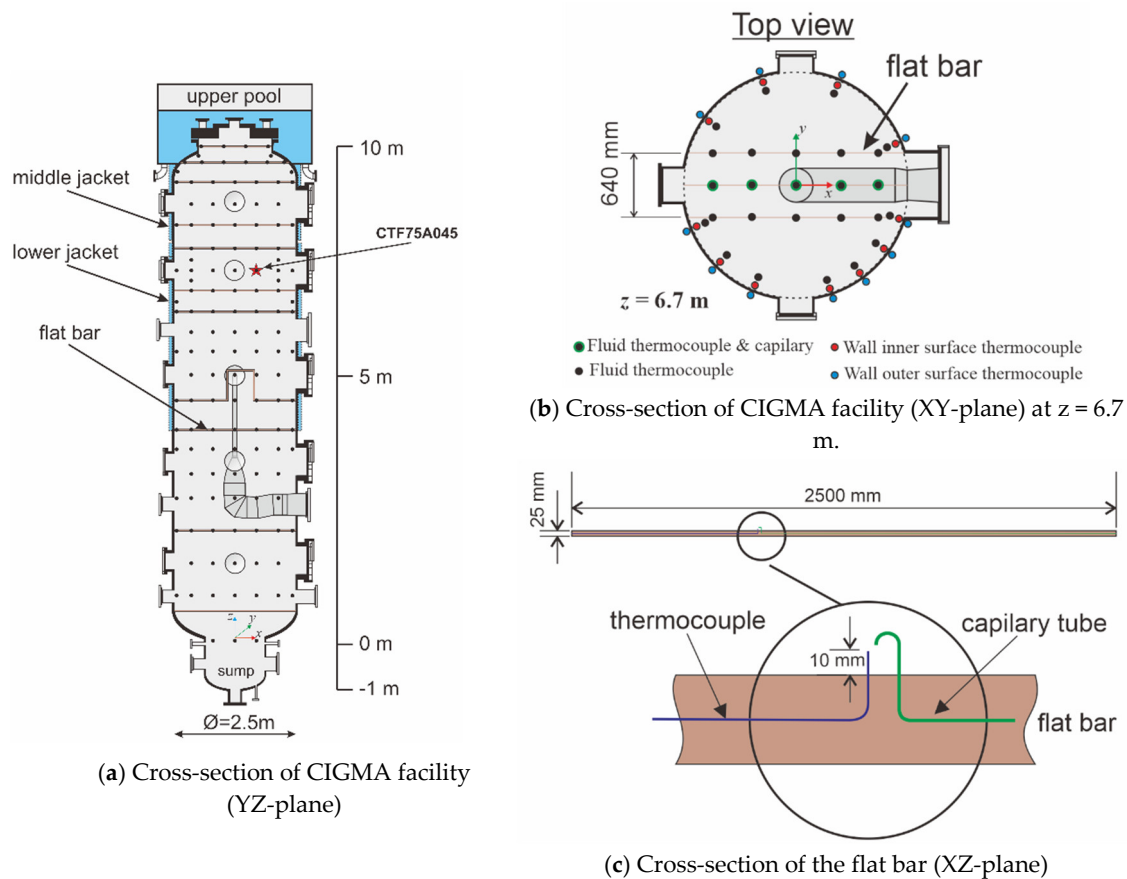 upper pool
10 m
middle jacket
CTF75A045
lower jacket
flat bar
5 m
z
y
x
0 m
sump
-1 m
Ø=2.5m
(a) Cross-section of CIGMA facility
(YZ-plane)
Top view
flat bar
y
640 mm
x
z = 6.7 m
Fluid thermocouple & capilary
Wall inner surface thermocouple
Fluid thermocouple
Wall outer surface thermocouple
(b) Cross-section of CIGMA facility (XY-plane) at z = 6.7
m.
25 mm
2500 mm
thermocouple
capilary tube
10 mm
flat bar
(c) Cross-section of the flat bar (XZ-plane)